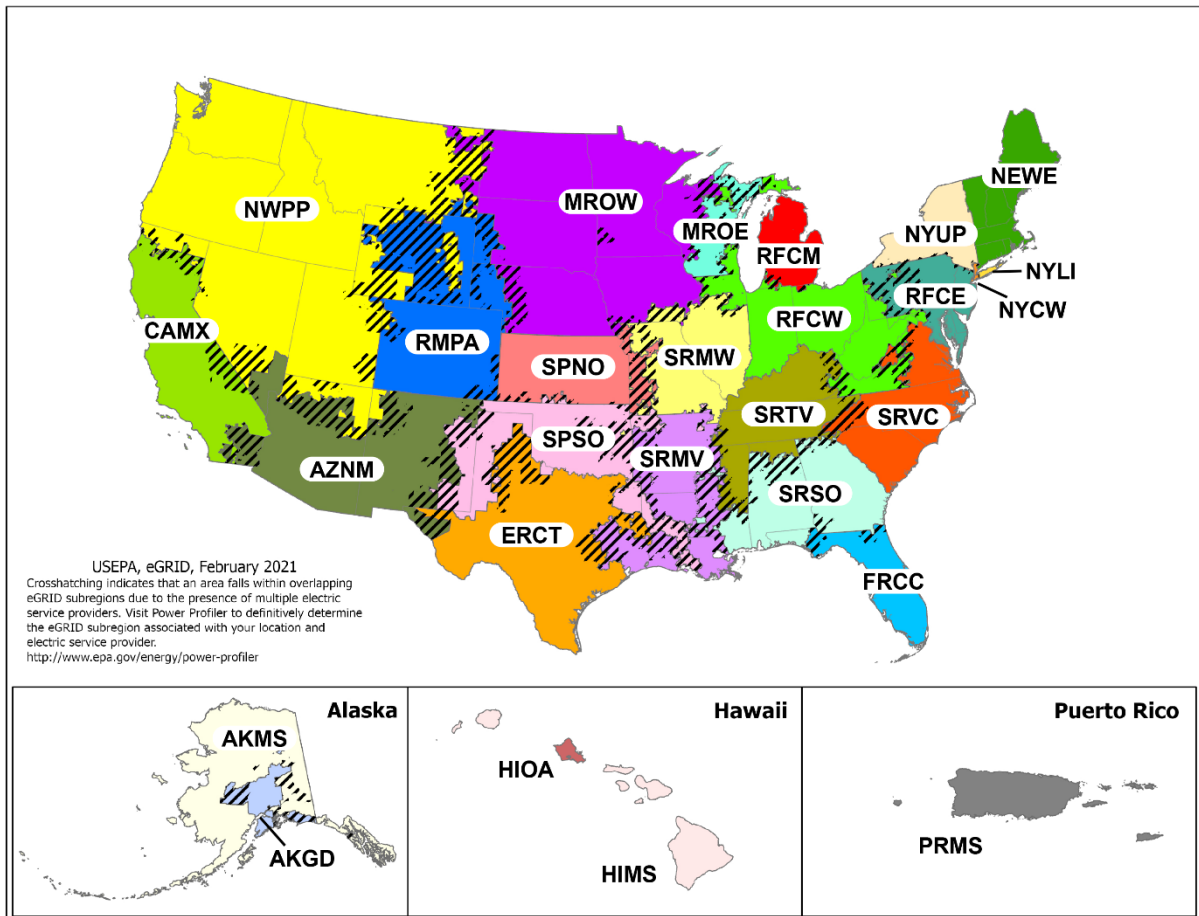 NEWE
NWPP
MROW
NYUP
MROE
RFCM
NYLI
RFCE
NYCW
CAMX
RFCW
RMPA
SRMW
SPNO
SRTV
SRVC
SPSO
SRMV
AZNM
SRSO
ERCT
FRCC
USEPA, eGRID, February 2021
Crosshatching indicates that an area falls within overlapping
eGRID subregions due to the presence of multiple electric
service providers. Visit Power Profiler to definitively determine
the eGRID subregion associated with your location and
electric service provider.
http://www.epa.gov/energy/power-profiler
Alaska
AKMS
AKGD
Hawaii
HIOA
HIMS
Puerto Rico
PRMS